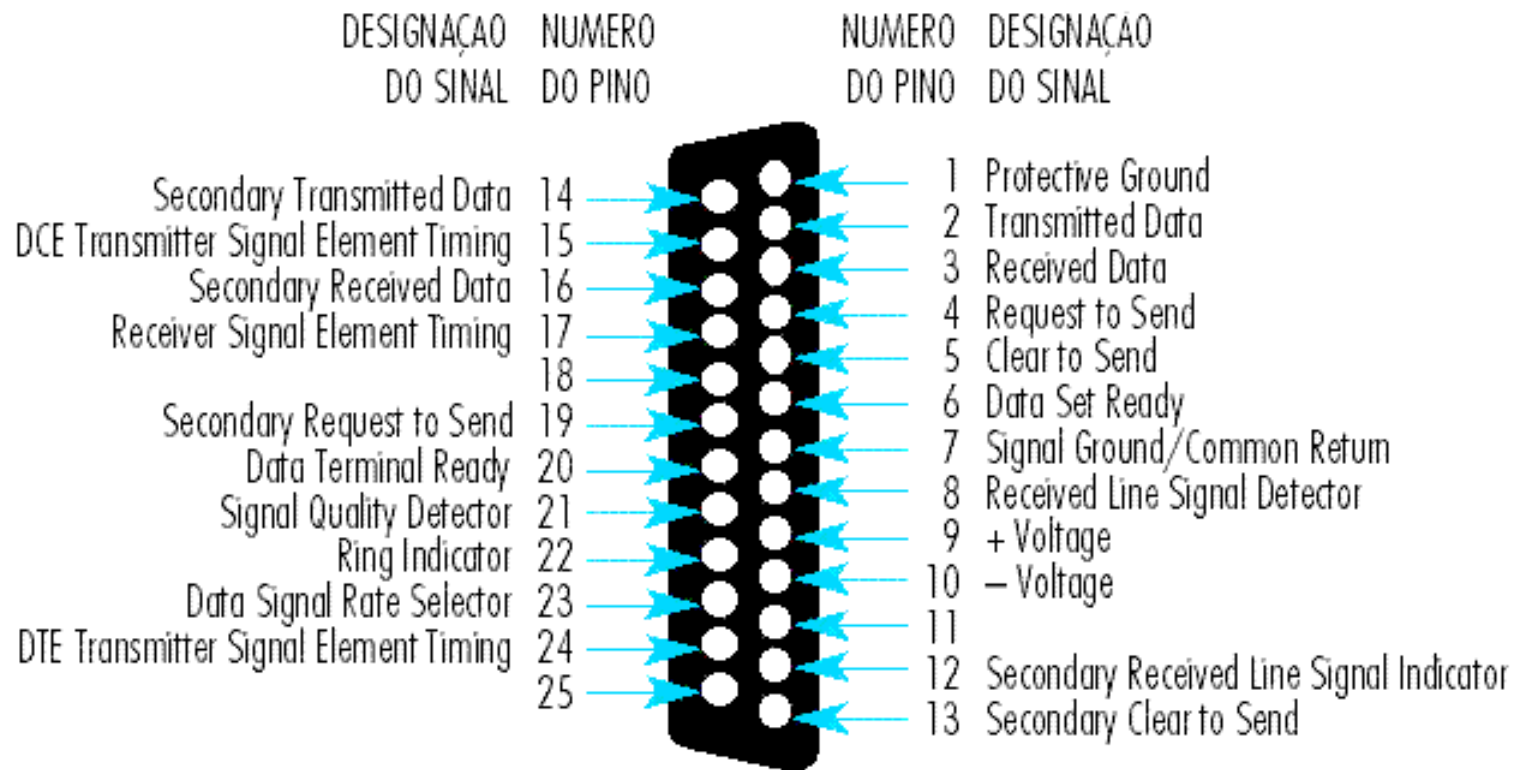 DESIGNAÇAO NUMERO
DO SINAL DO PINO
NUMERO DESIGNAÇÃO
DO PINO DO SINAL
Secondary Transmitted Data 14
DCE Transmitter Signal Element Timing 15
Secondary Received Data 16
Receiver Signal Element Timing 17
18
Secondary Request to Send 19
Data Terminal Ready 20
Signal Quality Detector 21
Ring Indicator 22
Data Signal Rate Selector 23
DTE Transmitter Signal Element Timing 24
25
1 Protective Ground
2 Transmitted Data
3 Received Data
4 Request to Send
5 Clear to Send
6 Data Set Ready
7 Signal Ground/Common Return
8 Received Line Signal Detector
9 + Voltage
10 – Voltage
11
12 Secondary Received Line Signal Indicator
13 Secondary Clear to Send